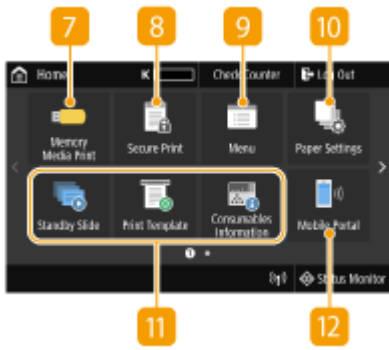 7 8 9 10
Home K Check Counter Log Out
Memory Media Print
Secure Print
Menu
Paper Settings
Standby Slide
Print Template
Consumables Information
Mobile Portal
Status Monitor
11 12